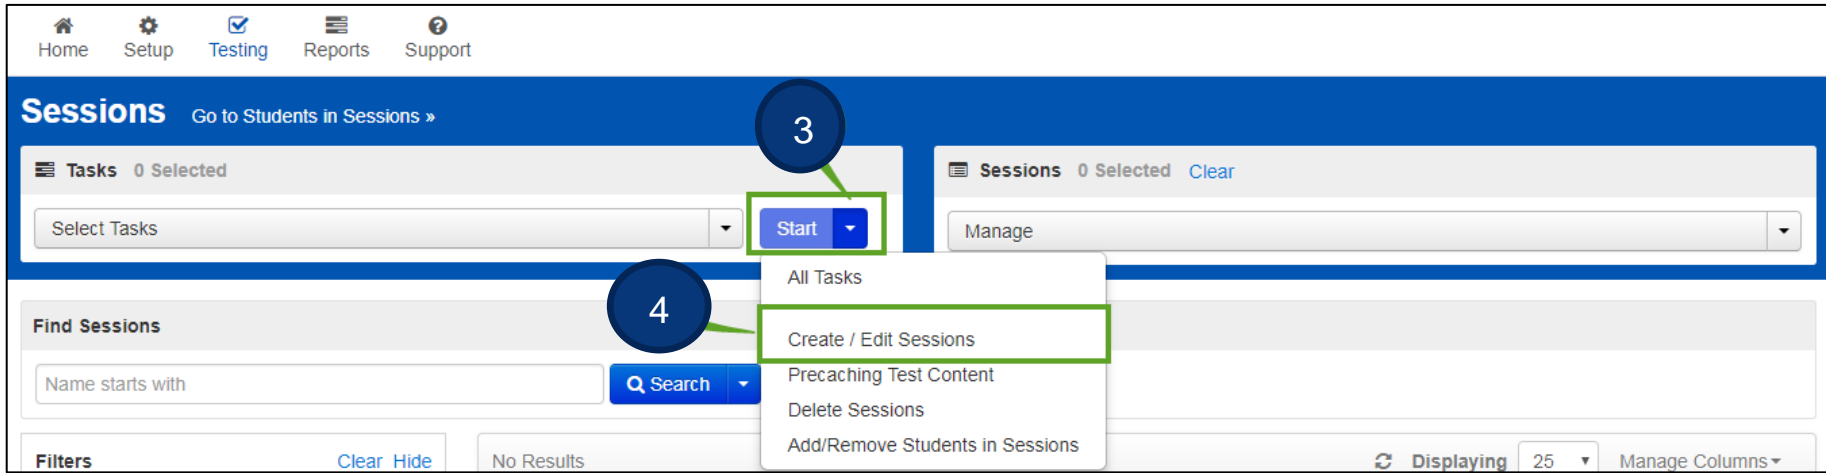 Home Setup Testing Reports Support
Sessions Go to Students in Sessions »
3
Tasks 0 Selected
Sessions 0 Selected Clear
Select Tasks
Start
Manage
All Tasks
4
Find Sessions
Create / Edit Sessions
Name starts with
Search
Precaching Test Content
Delete Sessions
Add/Remove Students in Sessions
Filters Clear Hide
No Results
Displaying 25 Manage Columns